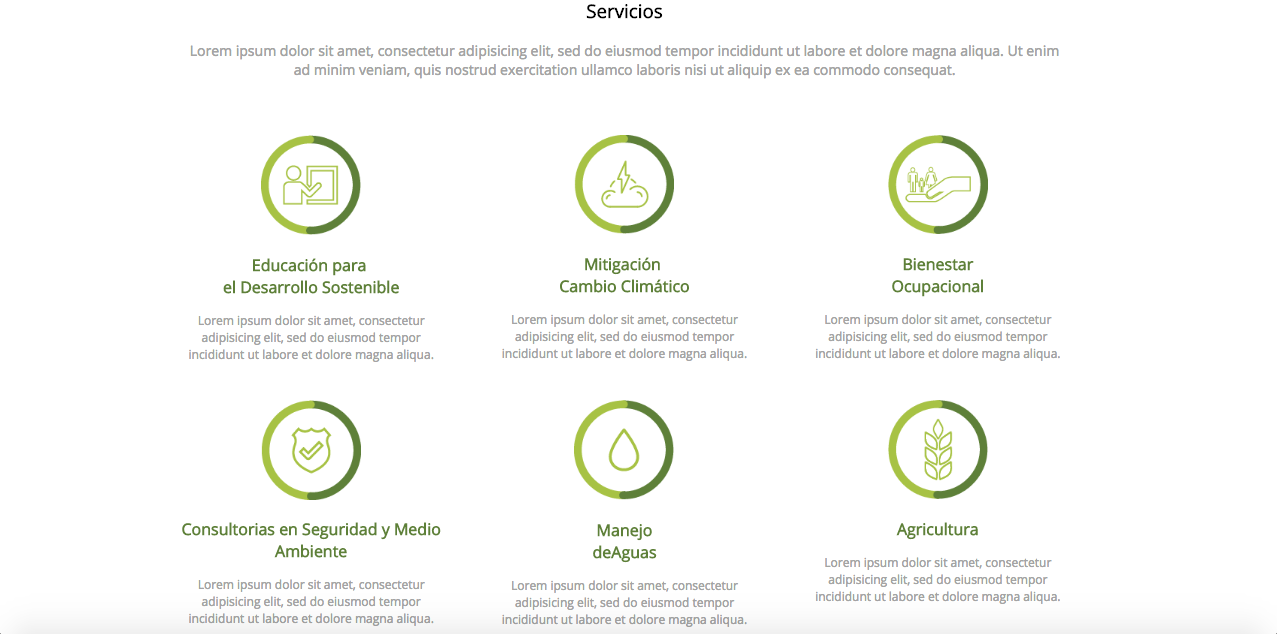 Servicios
Lorem ipsum dolor sit amet, consectetur adipisicing elit, sed do eiusmod tempor incididunt ut labore et dolore magna aliqua. Ut enim
ad minim veniam, quis nostrud exercitation ullamco laboris nisi ut aliquip ex ea commodo consequat.
Educación para
el Desarrollo Sostenible
Lorem ipsum dolor sit amet, consectetur
adipisicing elit, sed do eiusmod tempor
incididunt ut labore et dolore magna aliqua.
Mitigación
Cambio Climático
Lorem ipsum dolor sit amet, consectetur
adipisicing elit, sed do eiusmod tempor
incididunt ut labore et dolore magna aliqua.
Bienestar
Ocupacional
Lorem ipsum dolor sit amet, consectetur
adipisicing elit, sed do eiusmod tempor
incididunt ut labore et dolore magna aliqua.
Consultorias en Seguridad y Medio
Ambiente
Lorem ipsum dolor sit amet, consectetur
adipisicing elit, sed do eiusmod tempor
incididunt ut labore et dolore magna aliqua.
Manejo
deAguas
Lorem ipsum dolor sit amet, consectetur
adipisicing elit, sed do eiusmod tempor
incididunt ut labore et dolore magna aliqua.
Agricultura
Lorem ipsum dolor sit amet, consectetur
adipisicing elit, sed do eiusmod tempor
incididunt ut labore et dolore magna aliqua.